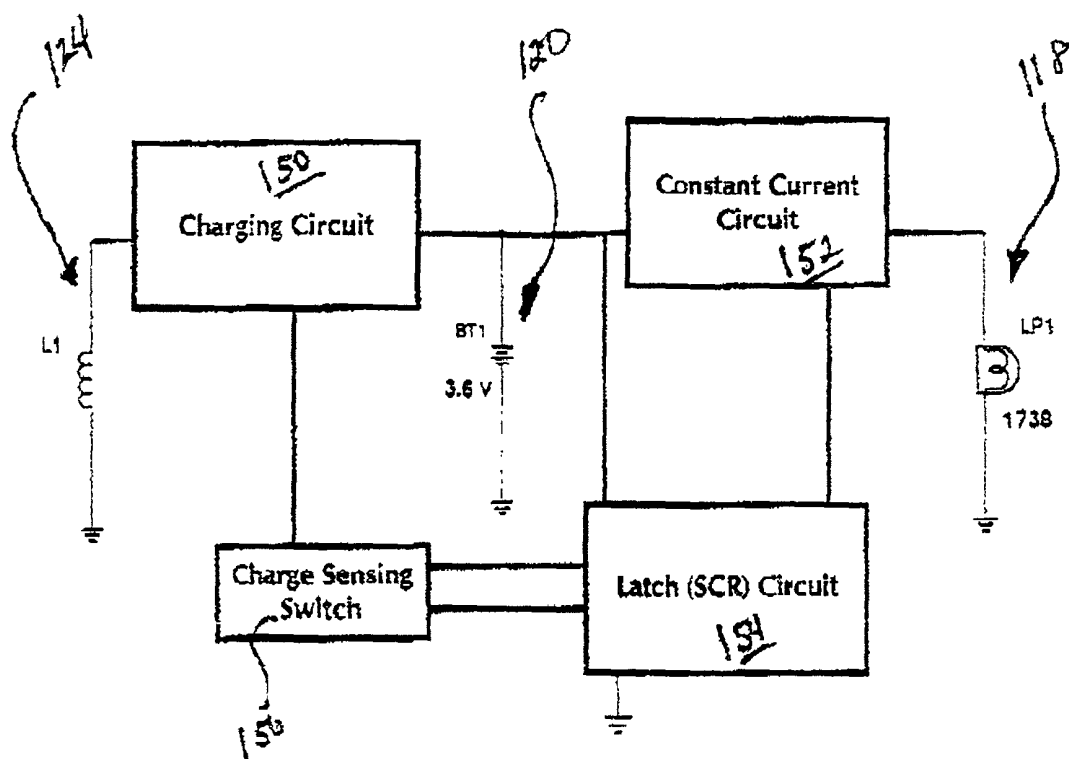 124
120
118
150
Charging Circuit
Constant Current
Circuit
152
L1
BT1
3.6 V
LP1
1738
Charge Sensing
Switch
Latch (SCR) Circuit
154
156